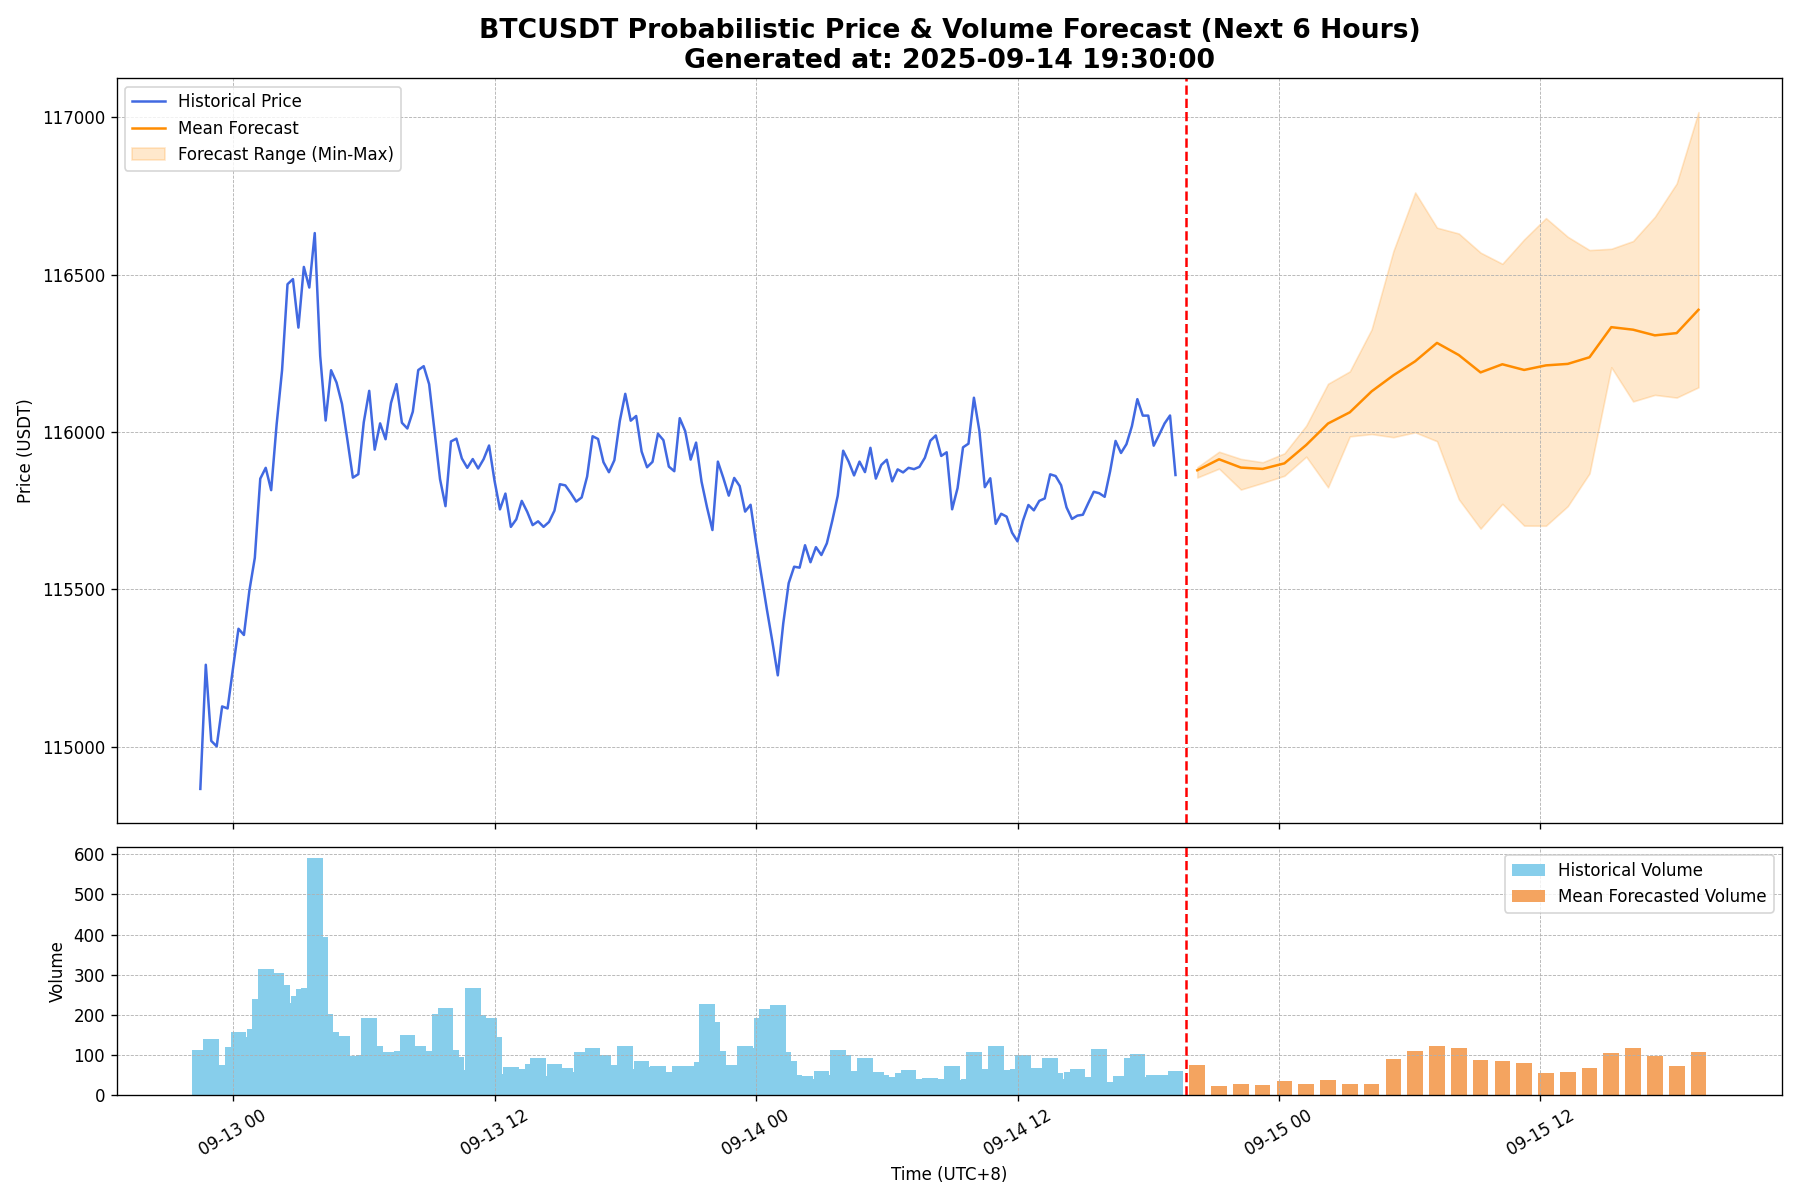 BTCUSDT Probabilistic Price & Volume Forecast (Next 6 Hours)
Generated at: 2025-09-14 19:30:00
Historical Price
Mean Forecast
Forecast Range (Min-Max)
117000
116500
116000
115500
115000
Price (USDT)
Historical Volume
Mean Forecasted Volume
600
500
400
300
200
100
0
Volume
09-13 00
09-13 12
09-14 00
09-14 12
09-15 00
09-15 12
Time (UTC+8)